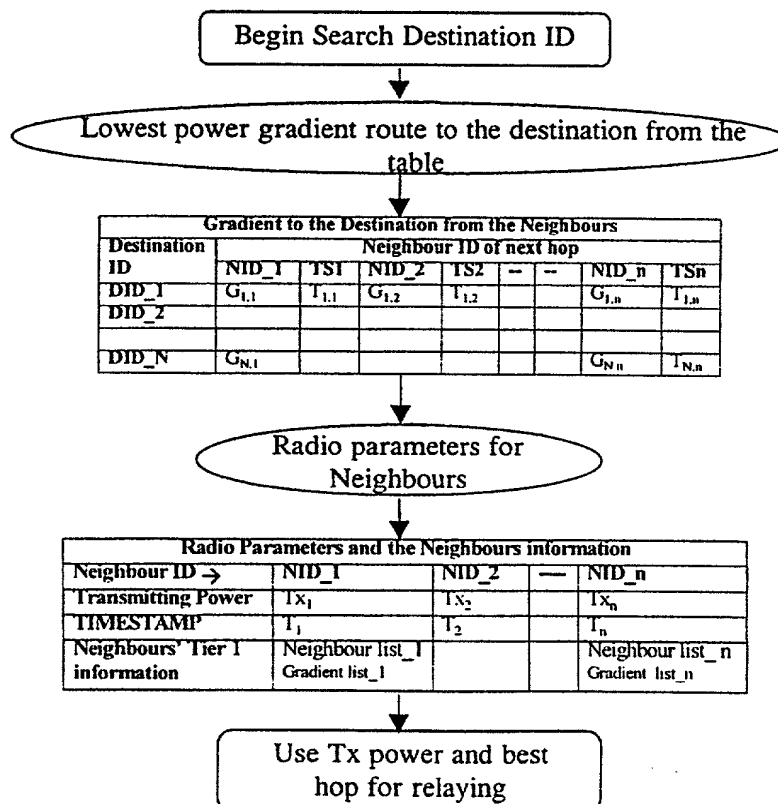 Begin Search Destination ID
Lowest power gradient route to the destination from the
table
Gradient to the Destination from the Neighbours
Destination ID Neighbour ID of next hop
NID_1 TS1 NID_2 TS2 -- -- NID_n TSn
DID_1 G1,1 T1,1 G1,2 T1,2 G1,n T1,n
DID_2
DID_N GN,1 GN,n TN,n
Radio parameters for
Neighbours
Radio Parameters and the Neighbours information
Neighbour ID → NID_1 NID_2 — NID_n
Transmitting Power Tx1 Tx2 Txn
TIMESTAMP T1 T2 Tn
Neighbours' Tier 1 Neighbour list_1 Neighbour list_n
information Gradient list_1 Gradient list_n
Use Tx power and best
hop for relaying